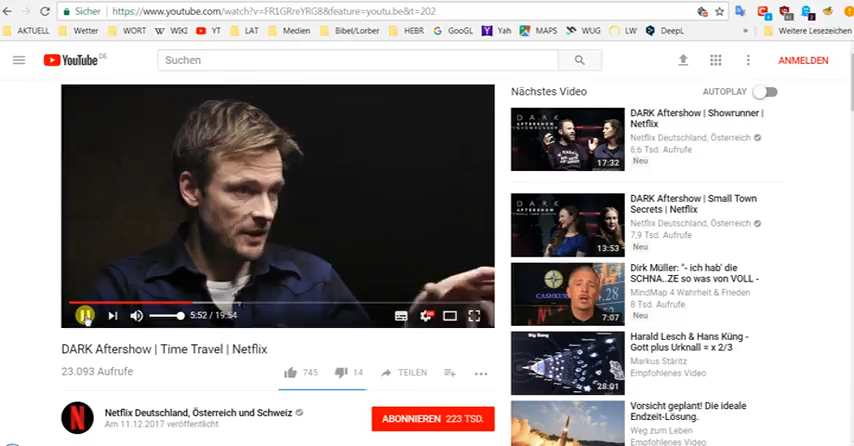 Sicher https://www.youtube.com/watch?v=FR1GRreYRG8&feature=youtu.be&t=202
AKTUELL Wetter WORT WIKI YT LAT MAPS Medien Bibel/Lorber HEBR GooGL Yah WUG LW DeepL » Weitere Lesezeichen
YouTube DE Suchen ANMELDEN
Nächstes Video AUTOPLAY
DARK Aftershow | Showrunner |
Netflix
Netflix Deutschland, Österreich
6,6 Tsd. Aufrufe
Neu
17:32
DARK Aftershow | Small Town
Secrets | Netflix
Netflix Deutschland, Österreich
7,9 Tsd. Aufrufe
Neu
13:53
Dirk Müller: "- ich hab' die
SCHNA..ZE so was von VOLL -
MindMap 4 Wahrheit & Frieden
8 Tsd. Aufrufe
Neu
7:07
Harald Lesch & Hans Küng -
Gott plus Urknall = x 2/3
Markus Stäritz
Empfohlenes Video
28:01
Vorsicht geplant! Die ideale
Endzeit-Lösung.
Weg zum Leben
Empfohlenes Video
5:52 / 19:54
DARK Aftershow | Time Travel | Netflix
23.093 Aufrufe 745 14 TEILEN
Netflix Deutschland, Österreich und Schweiz
Am 11.12.2017 veröffentlicht
ABONNIEREN 223 TSD.